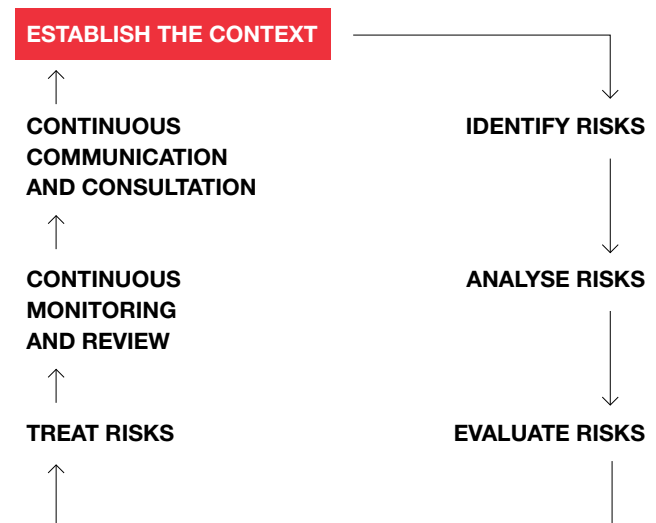 ESTABLISH THE CONTEXT
IDENTIFY RISKS
ANALYSE RISKS
EVALUATE RISKS
TREAT RISKS
CONTINUOUS
MONITORING
AND REVIEW
CONTINUOUS
COMMUNICATION
AND CONSULTATION